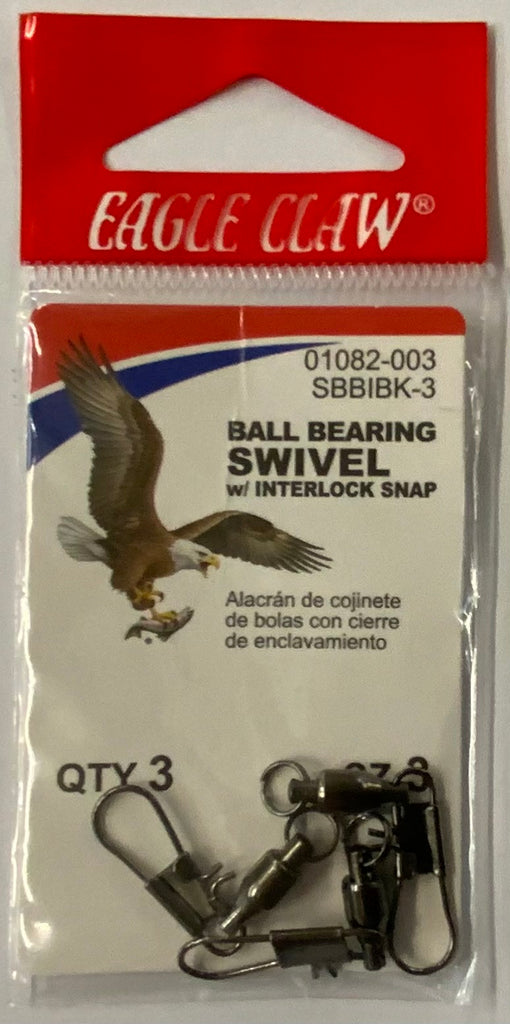 EAGLE CLAW®
01082-003
SBBIBK-3
BALL BEARING
SWIVEL
w/ INTERLOCK SNAP
Alacrán de cojinete
de bolas con cierre
de enclavamiento
QTY 3